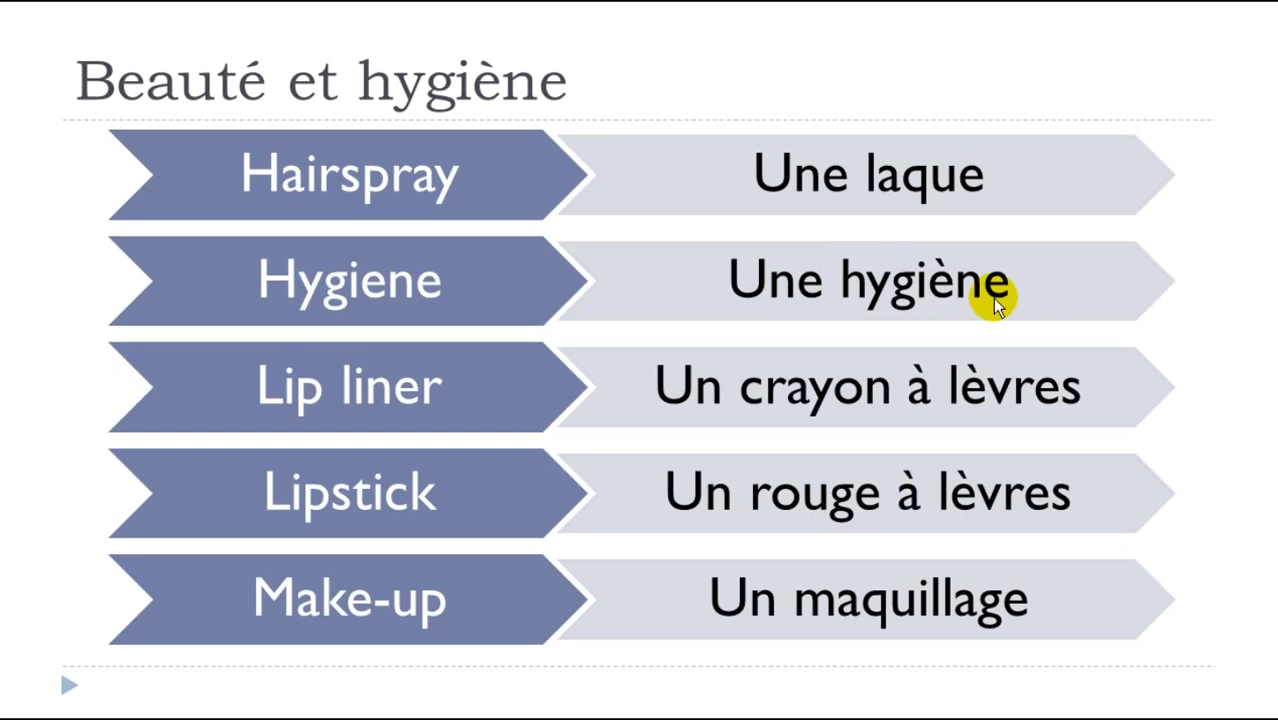 Beauté et hygiène
Hairspray
Une laque
Hygiene
Une hygiène
Lip liner
Un crayon à lèvres
Lipstick
Un rouge à lèvres
Make-up
Un maquillage